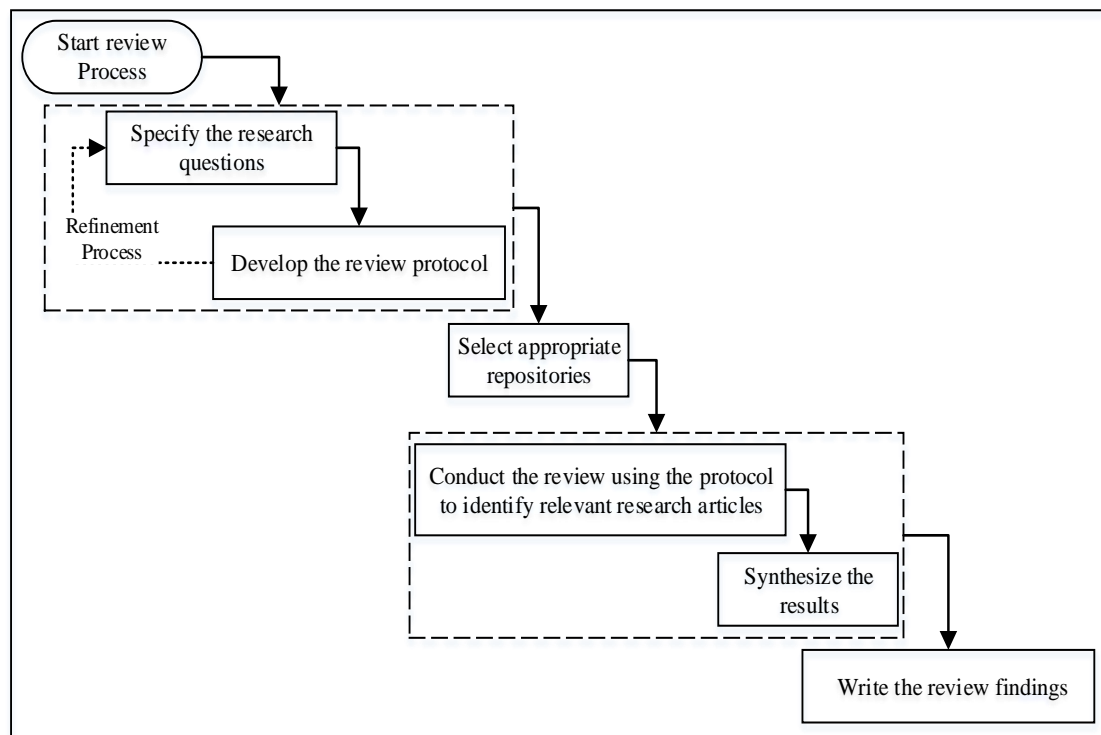 Start review
Process
Specify the research
questions
Refinement
Process
Develop the review protocol
Select appropriate
repositories
Conduct the review using the protocol
to identify relevant research articles
Synthesize the
results
Write the review findings